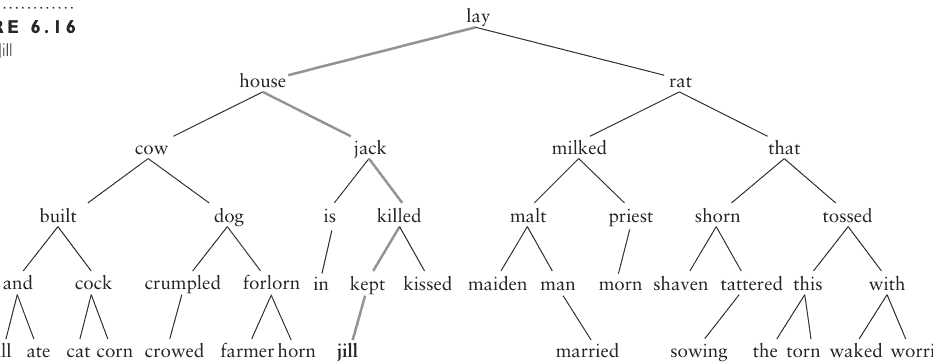 RE 6.16
Jill
lay
house rat
cow jack milked that
built dog is killed malt priest shorn tossed
and cock crumpled forlorn in kept kissed maiden man morn shaven tattered this with
ll ate cat corn crowed farmer horn jill married sowing the torn waked worri